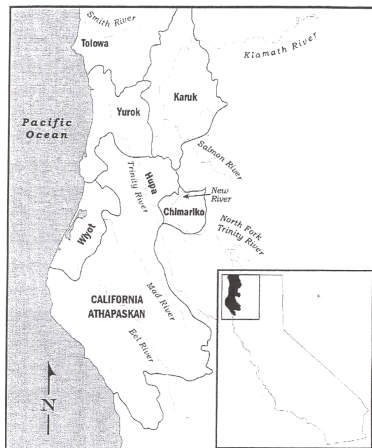 Smith River
Tolowa
Klamath River
Yurok
Karuk
Pacific
Ocean
Salmon River
Hupa
Trinity River
New
River
Chimariko
North Fork
Trinity River
Wiyot
CALIFORNIA
ATHAPASKAN
Mad River
Eel River
N